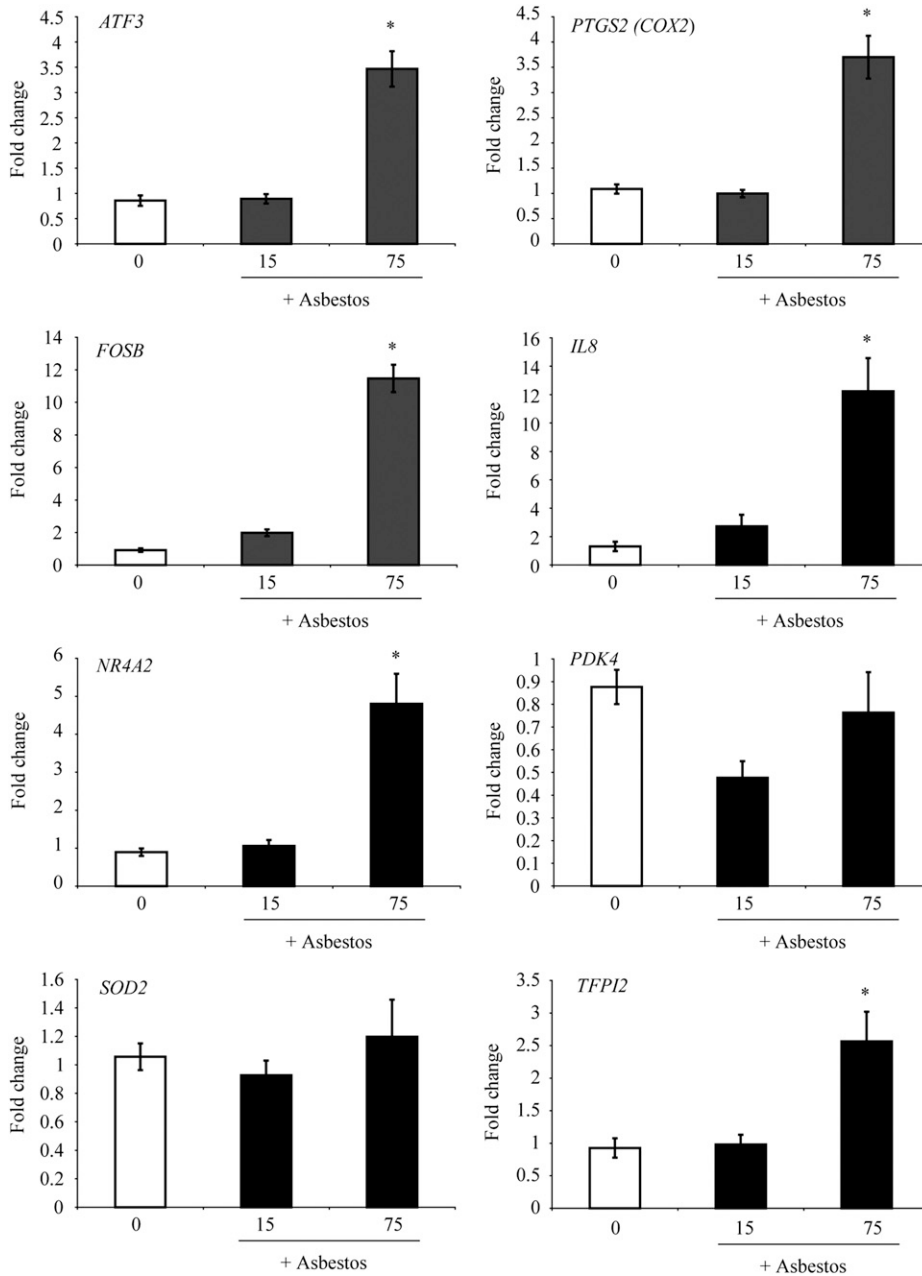 ATF3
*
Fold change
4.5
4
3.5
3
2.5
2
1.5
1
0.5
0
0 15 75
+ Asbestos
PTGS2 (COX2)
*
Fold change
4.5
4
3.5
3
2.5
2
1.5
1
0.5
0
0 15 75
+ Asbestos
FOSB
*
Fold change
14
12
10
8
6
4
2
0
0 15 75
+ Asbestos
IL8
*
Fold change
16
14
12
10
8
6
4
2
0
0 15 75
+ Asbestos
NR4A2
*
Fold change
6
5
4
3
2
1
0
0 15 75
+ Asbestos
PDK4
Fold change
1
0.9
0.8
0.7
0.6
0.5
0.4
0.3
0.2
0.1
0
0 15 75
+ Asbestos
SOD2
Fold change
1.6
1.4
1.2
1
0.8
0.6
0.4
0.2
0
0 15 75
+ Asbestos
TFPI2
*
Fold change
3.5
3
2.5
2
1.5
1
0.5
0
0 15 75
+ Asbestos